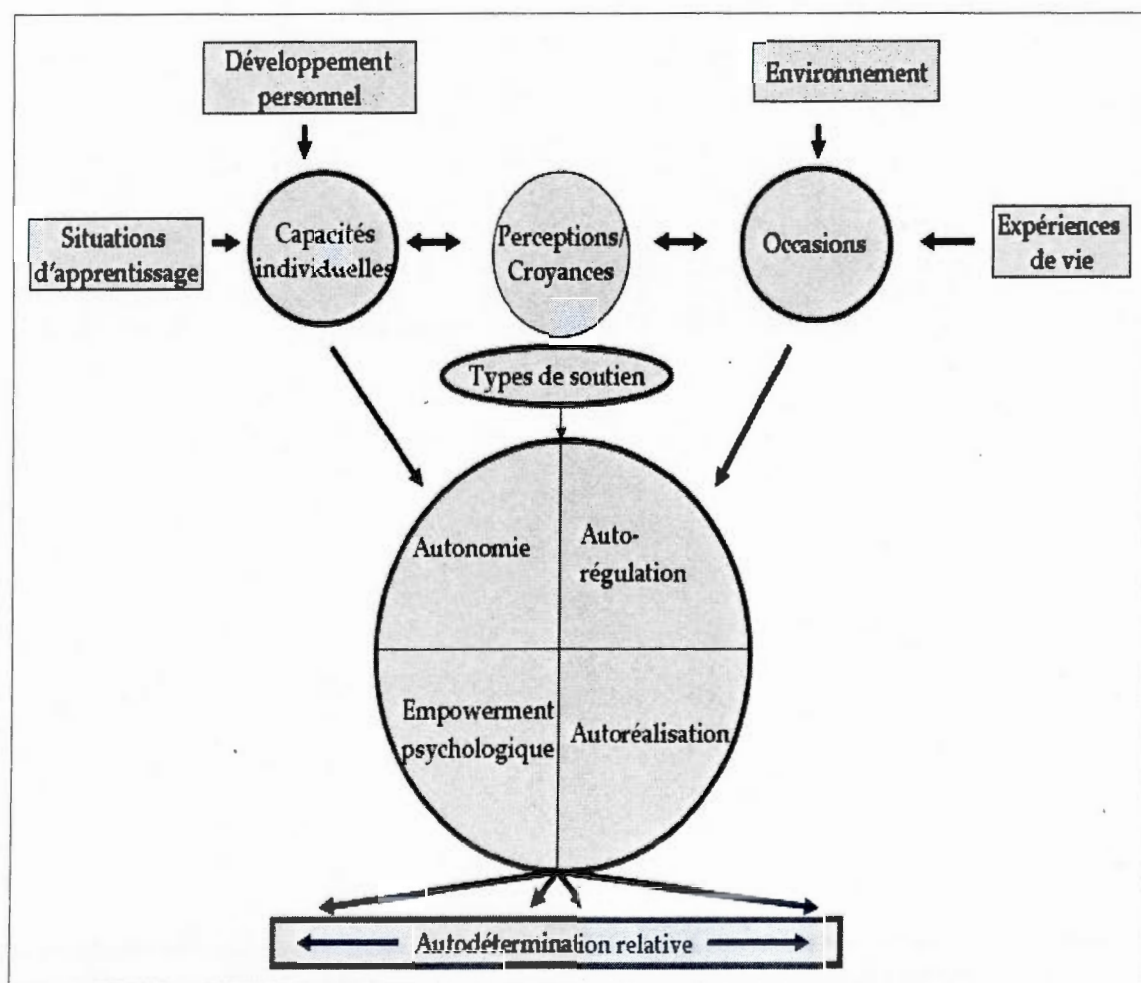 Développement
personnel
Environnement
Situations
d'apprentissage
Capacités
individuelles
Perceptions/
Croyances
Occasions
Expériences
de vie
Types de soutien
Autonomie
Auto-
régulation
Empowerment
psychologique
Autoréalisation
Autodétermination relative